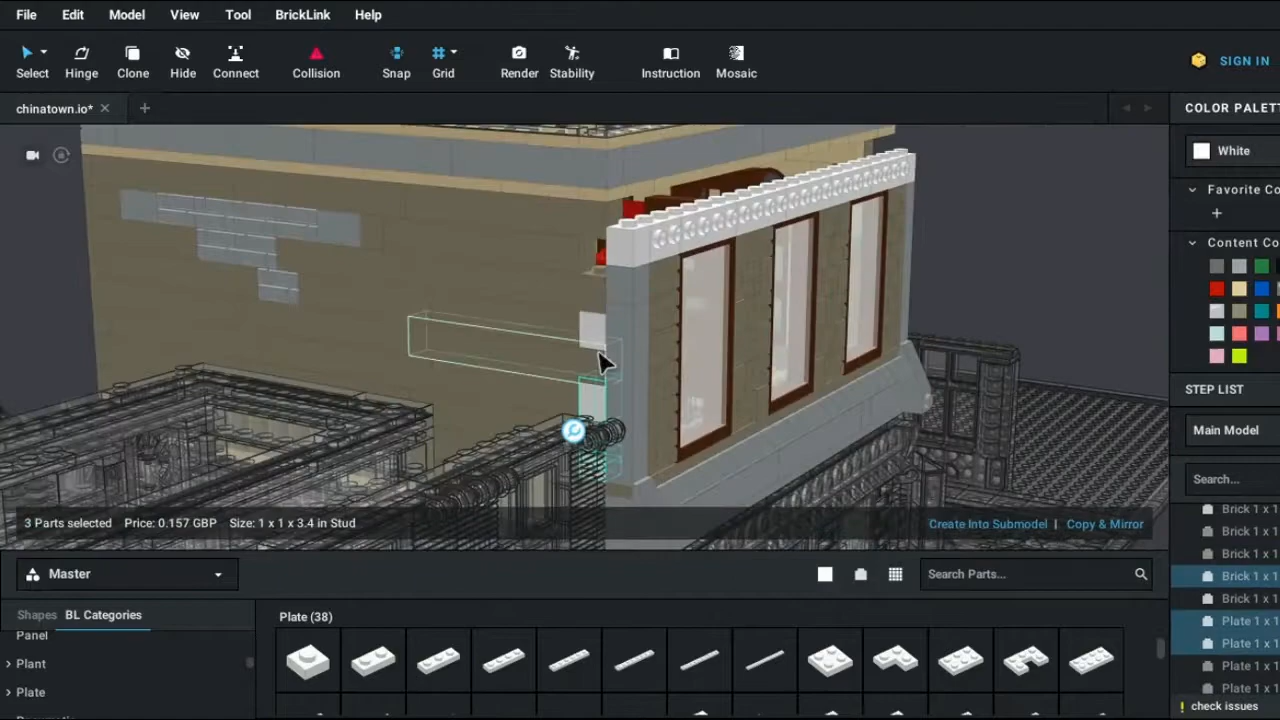 File Edit Model View Tool BrickLink Help
Select Hinge Clone Hide Connect Collision Snap Grid Render Stability Instruction Mosaic
SIGN IN
chinatown.io*
COLOR PALETT
White
Favorite Co
Content Co
STEP LIST
Main Model
Search...
Brick 1 x 1
Brick 1 x 1
Brick 1 x 1
Brick 1 x 1
Brick 1 x 1
Plate 1 x 1
Plate 1 x 1
Plate 1 x 1
Plate 1 x 1
check issues
3 Parts selected Price: 0.157 GBP Size: 1 x 1 x 3.4 in Stud
Create Into Submodel | Copy & Mirror
Master
Search Parts...
Shapes BL Categories
Panel
Plant
Plate
Plate (38)